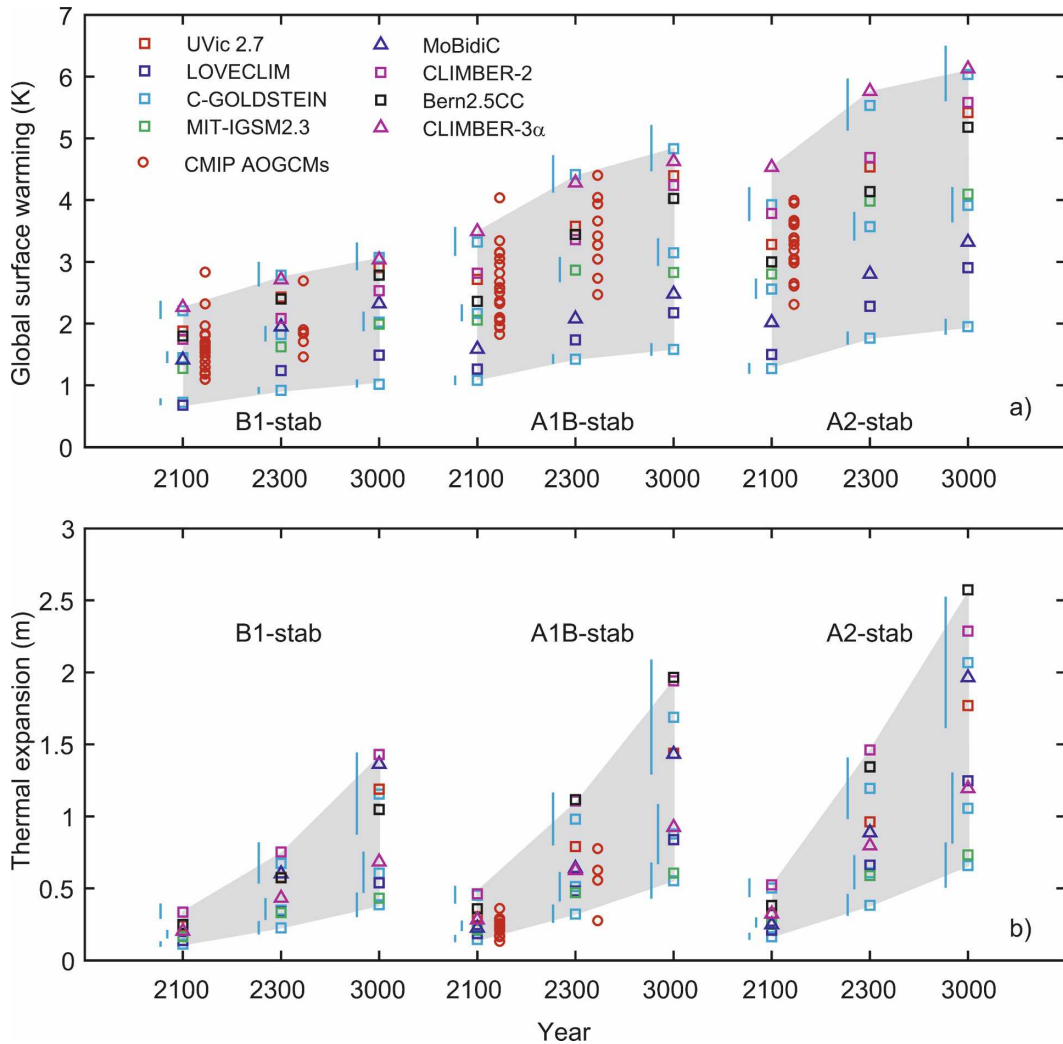 Global surface warming (K)
7
6
5
4
3
2
1
0
UVic 2.7
LOVECLIM
C-GOLDSTEIN
MIT-IGSM2.3
CMIP AOGCMs
MoBidiC
CLIMBER-2
Bern2.5CC
CLIMBER-3α
B1-stab A1B-stab A2-stab
a)
2100 2300 3000 2100 2300 3000 2100 2300 3000
Thermal expansion (m)
3
2.5
2
1.5
1
0.5
0
B1-stab A1B-stab A2-stab
b)
2100 2300 3000 2100 2300 3000 2100 2300 3000
Year